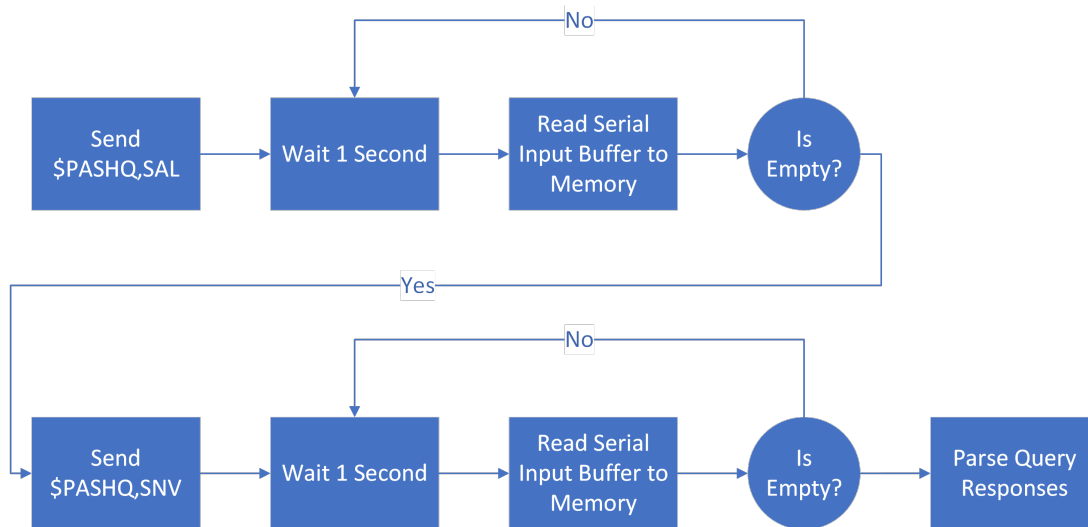 No
Send
$PASHQ,SAL
Wait 1 Second
Read Serial
Input Buffer to
Memory
Is
Empty?
Yes
No
Send
$PASHQ,SNV
Wait 1 Second
Read Serial
Input Buffer to
Memory
Is
Empty?
Parse Query
Responses